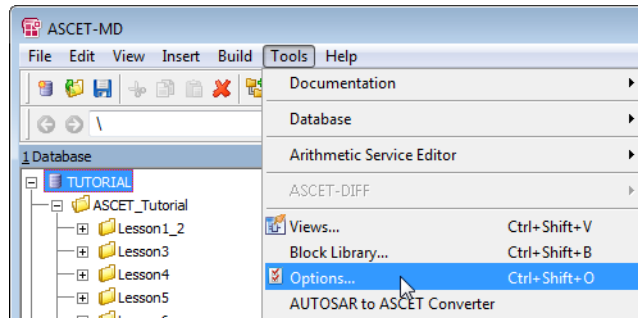 ASCET-MD
File Edit View Insert Build Tools Help
\
1 Database
TUTORIAL
ASCET_Tutorial
Lesson1_2
Lesson3
Lesson4
Lesson5
Documentation
Database
Arithmetic Service Editor
ASCET-DIFF
Views... Ctrl+Shift+V
Block Library... Ctrl+Shift+B
Options... Ctrl+Shift+O
AUTOSAR to ASCET Converter